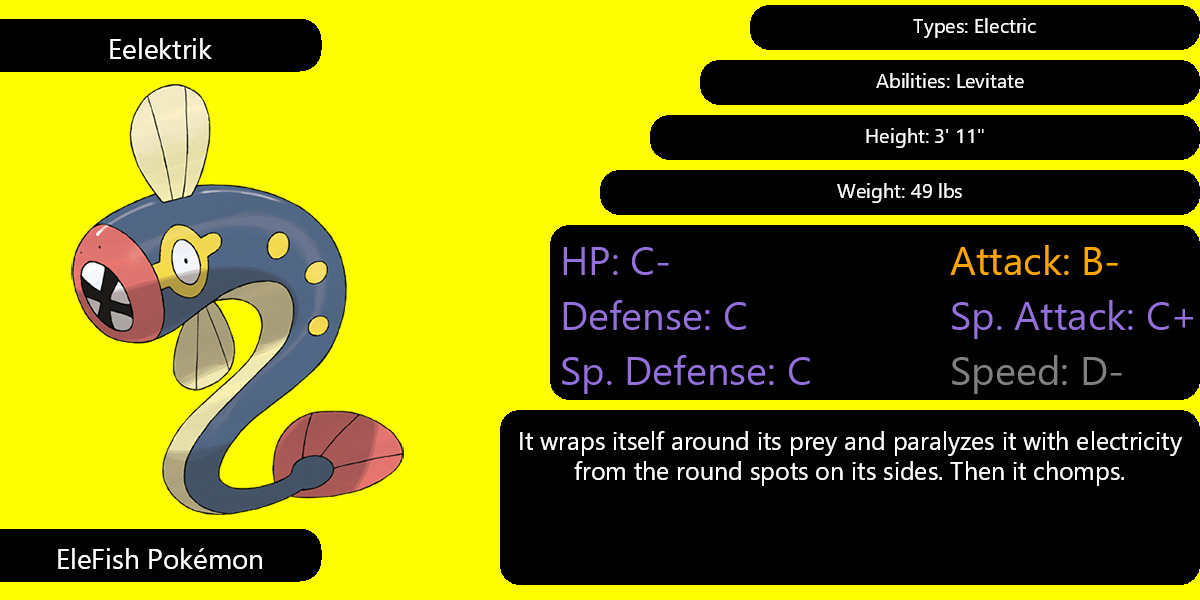 Eelektrik
EleFish Pokémon
Types: Electric
Abilities: Levitate
Height: 3' 11"
Weight: 49 lbs
HP: C-
Attack: B-
Defense: C
Sp. Attack: C+
Sp. Defense: C
Speed: D-
It wraps itself around its prey and paralyzes it with electricity
from the round spots on its sides. Then it chomps.